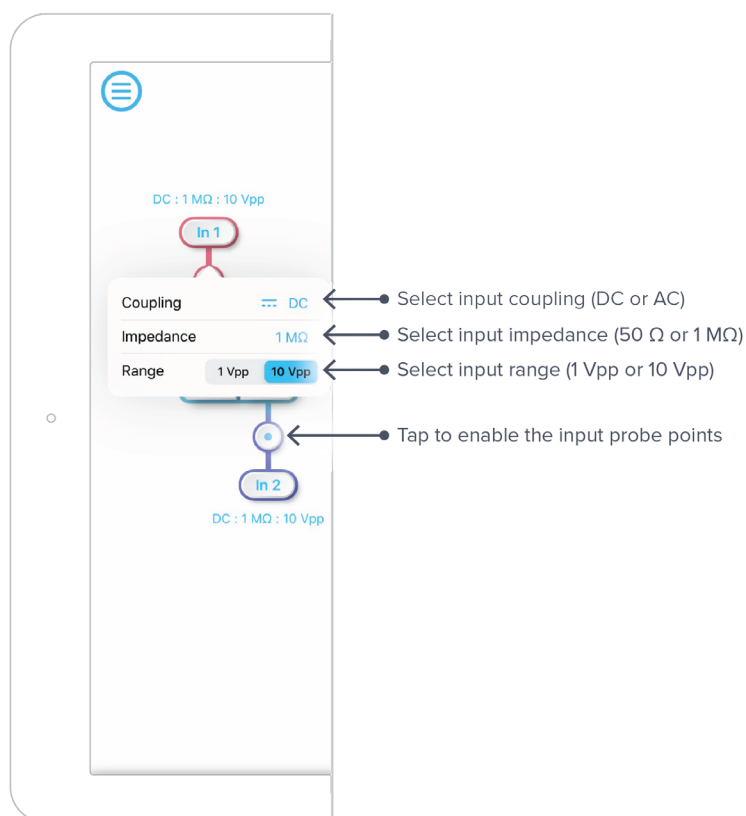 DC : 1 MΩ : 10 Vpp
In 1
Coupling DC
Select input coupling (DC or AC)
Impedance 1 MΩ
Select input impedance (50 Ω or 1 MΩ)
Range 1 Vpp 10 Vpp
Select input range (1 Vpp or 10 Vpp)
Tap to enable the input probe points
In 2
DC : 1 MΩ : 10 Vpp